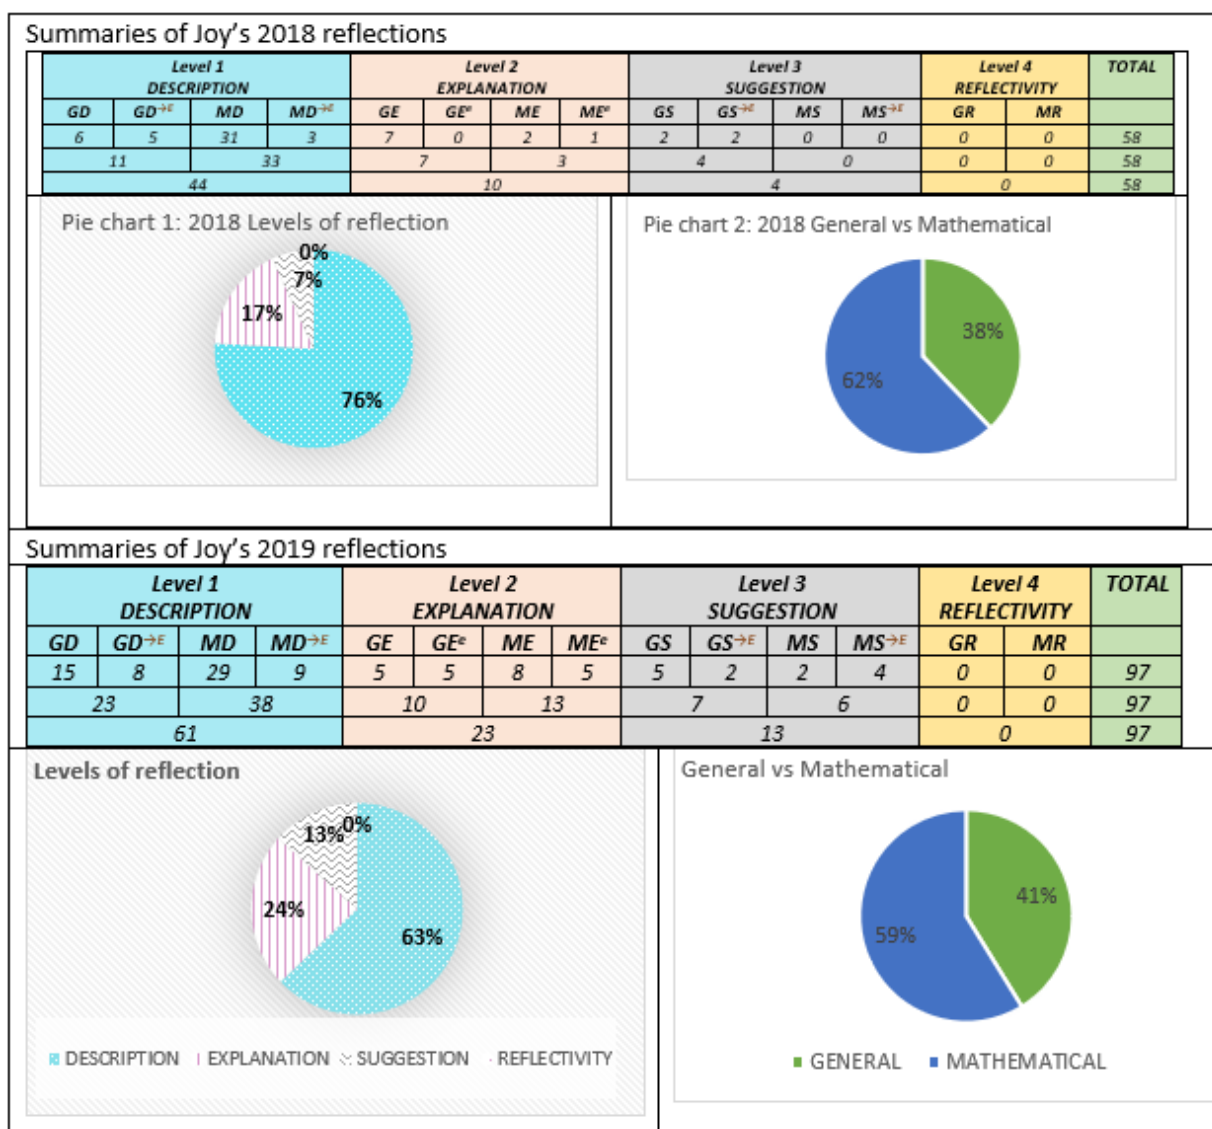 Summaries of Joy's 2018 reflections
Level 1 Level 2 Level 3 Level 4 TOTAL
DESCRIPTION EXPLANATION SUGGESTION REFLECTIVITY
GD GD→E MD MD→E GE GEe ME MEe GS GS→E MS MS→E GR MR
6 5 31 3 7 0 2 1 2 2 0 0 0 0 58
11 33 7 3 4 0 0 0 58
44 10 4 0 58
Pie chart 1: 2018 Levels of reflection
0%
7%
17%
76%
Pie chart 2: 2018 General vs Mathematical
38%
62%
Summaries of Joy's 2019 reflections
Level 1 Level 2 Level 3 Level 4 TOTAL
DESCRIPTION EXPLANATION SUGGESTION REFLECTIVITY
GD GD→E MD MD→E GE GEe ME MEe GS GS→E MS MS→E GR MR
15 8 29 9 5 5 8 5 5 2 2 4 0 0 97
23 38 10 13 7 6 0 0 97
61 23 13 0 97
Levels of reflection
13% 0%
24%
63%
DESCRIPTION EXPLANATION SUGGESTION REFLECTIVITY
General vs Mathematical
41%
59%
GENERAL MATHEMATICAL